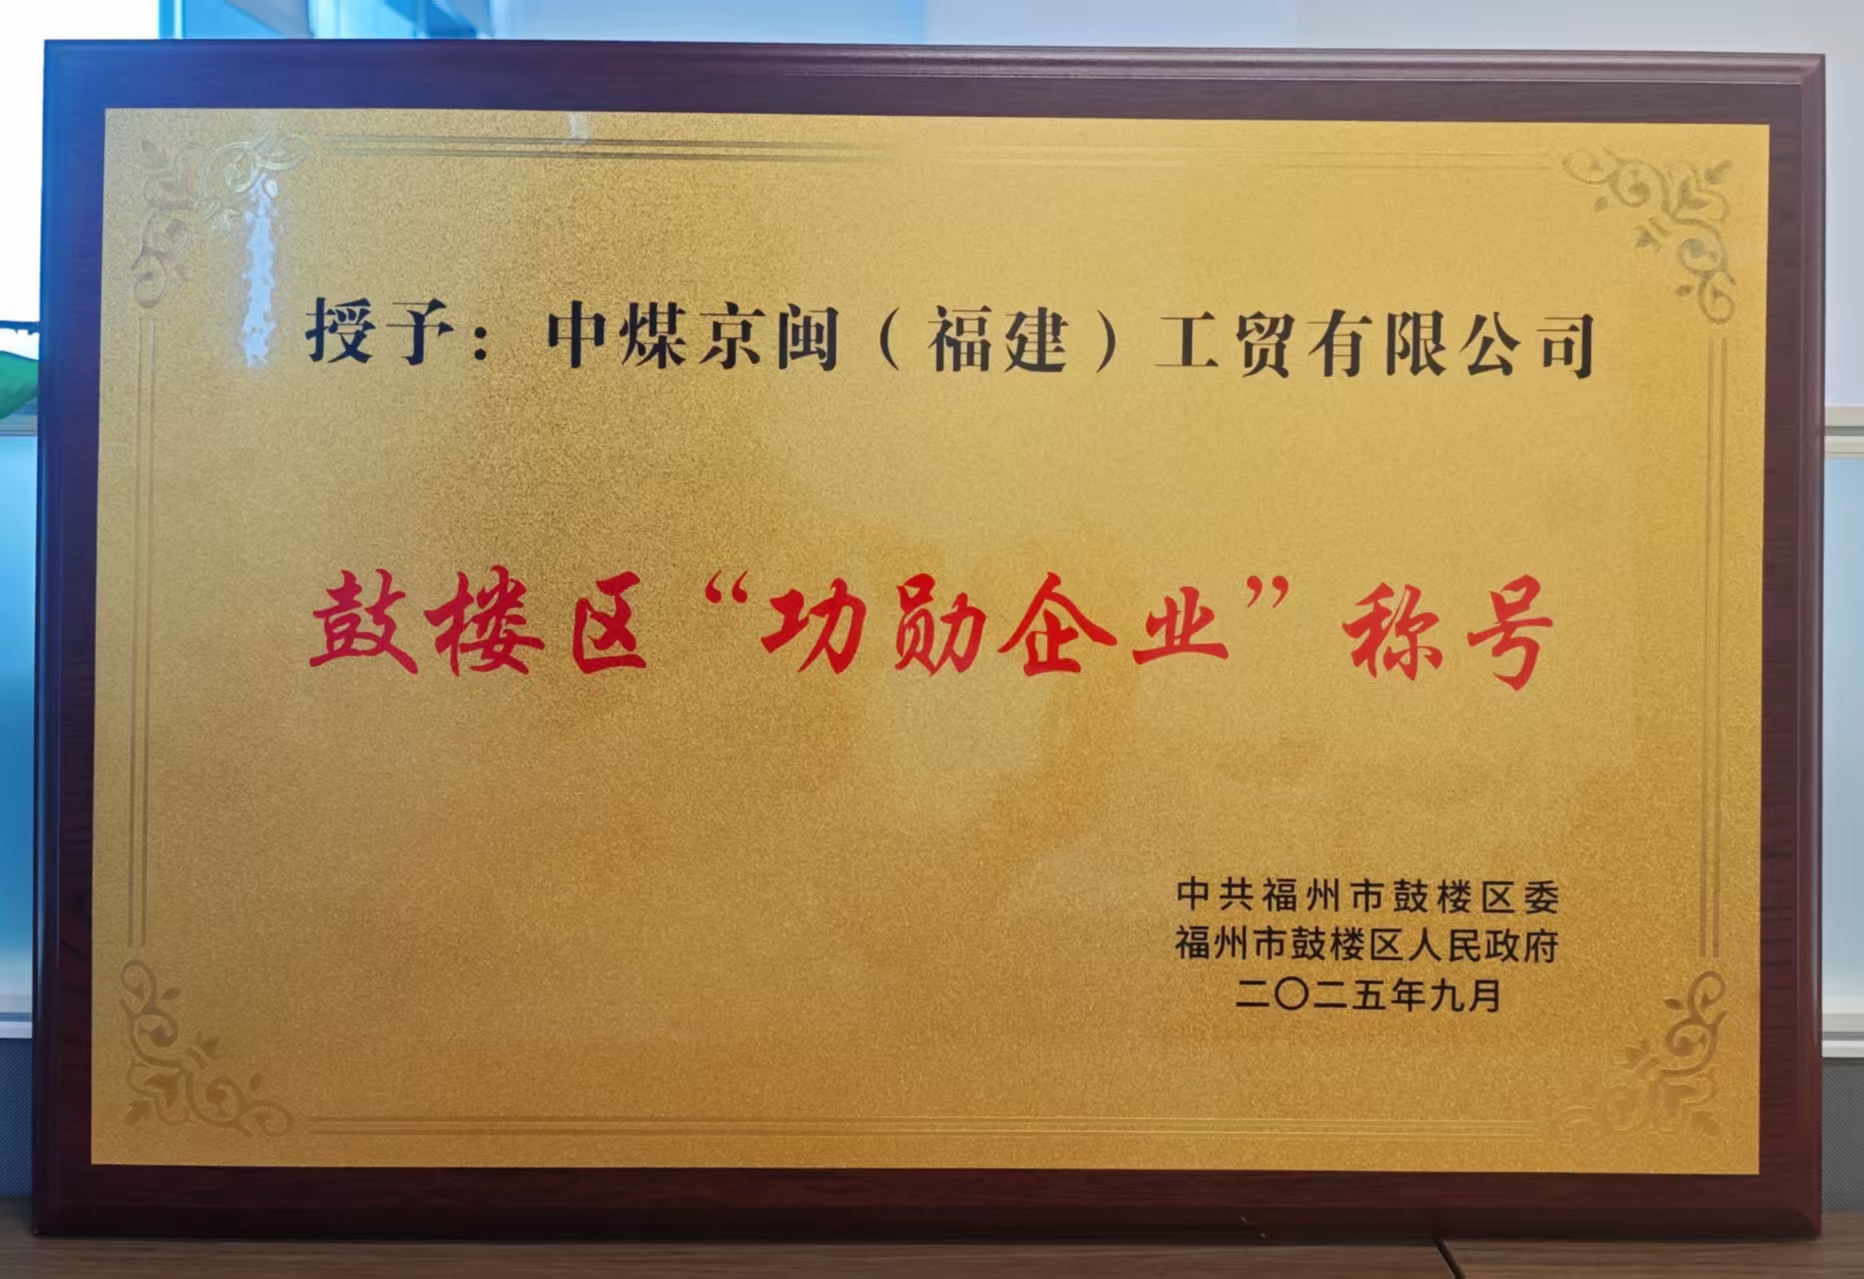 授予：中煤京闽（福建）工贸有限公司
鼓楼区“功勋企业”称号
中共福州市鼓楼区委
福州市鼓楼区人民政府
二〇二五年九月